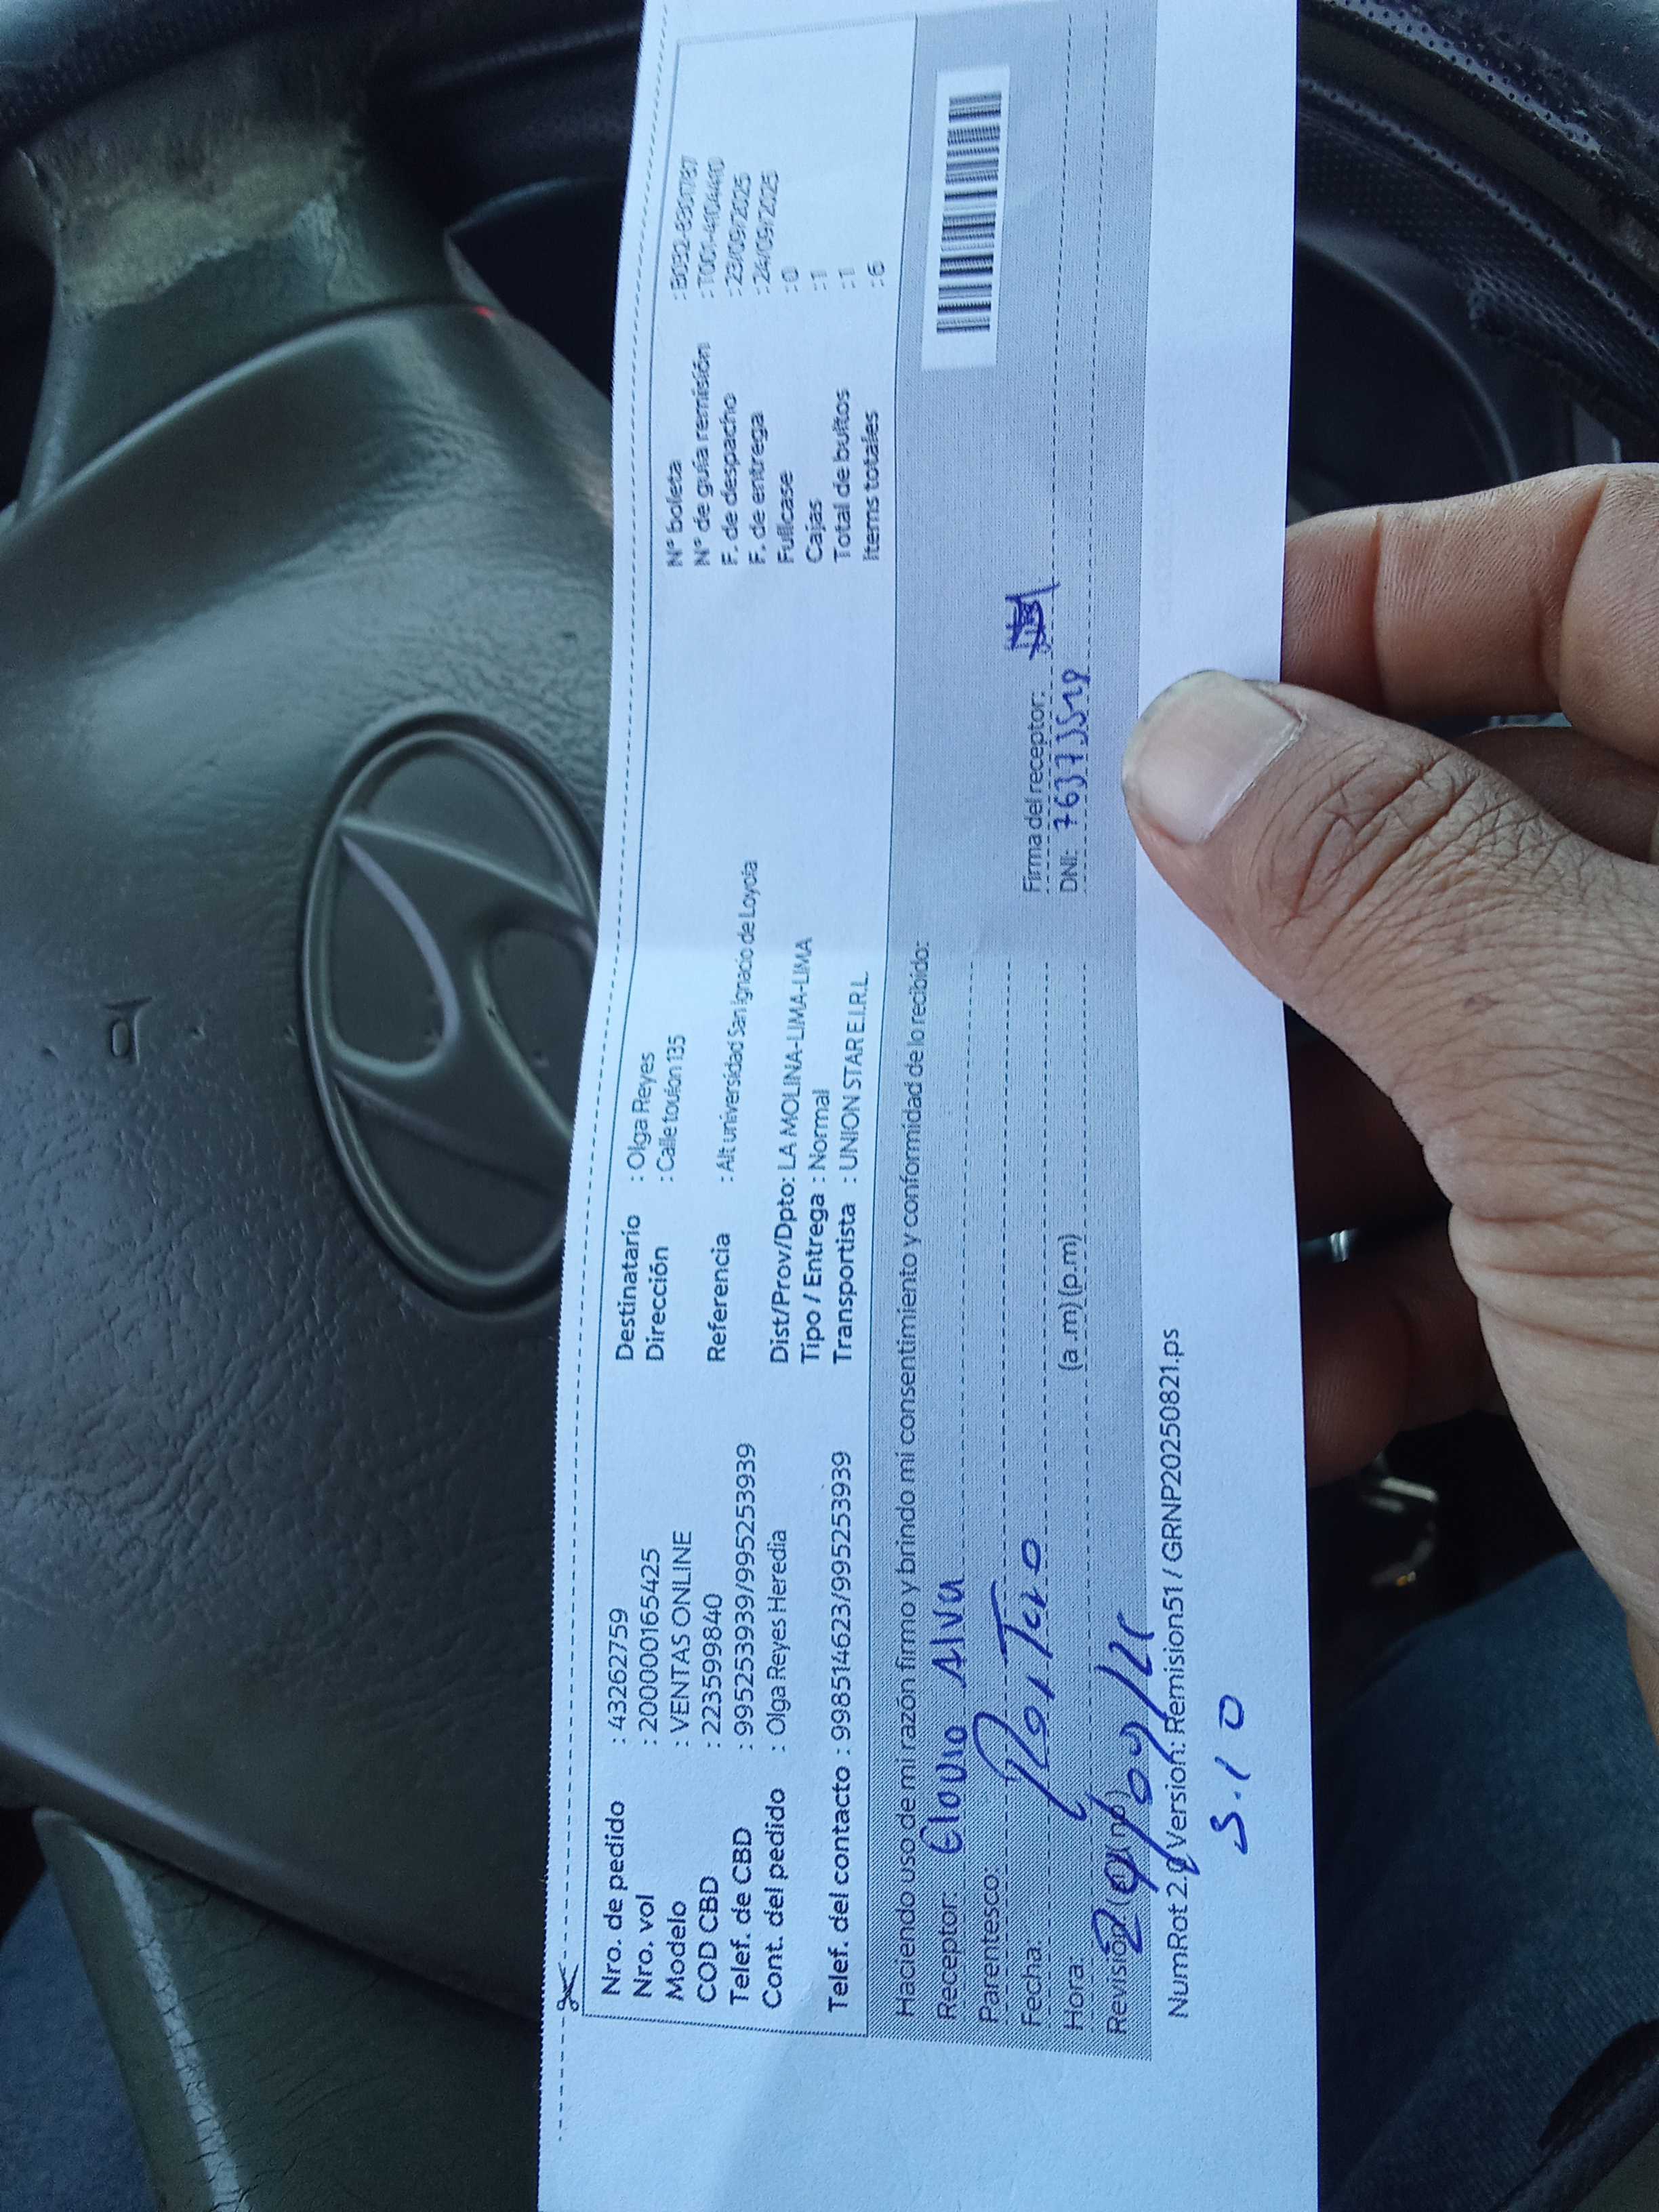 Nro. de pedido : 43262759
Nro. vol : 200000165425
Modelo : VENTAS ONLINE
COD CBD : 223599840
Telef. de CBD : 995253939/995253939
Cont. del pedido : Olga Reyes Heredia
Telef. del contacto : 998514623/995253939
Destinatario : Olga Reyes
Dirección : Calle toulon 135
Referencia : Alt universidad San Ignacio de Loyola
Dist/Prov/Dpto: LA MOLINA-LIMA-LIMA
Tipo / Entrega : Normal
Transportista : UNION STAR E.I.R.L.
N° boleta
N° de guía remisión
F. de despacho : 23/09/2025
F. de entrega : 24/09/2025
Fullcase : 0
Cajas : 1
Total de bultos : 1
Items totales : 6
Haciendo uso de mi razón firmo y brindo mi consentimiento y conformidad de lo recibido:
Receptor: Alva
Parentesco:
Fecha:
Hora: (a .m) (p.m)
Revisión
Firma del receptor:
DNI:
NumRot 2.0 Version: Remision51 / GRNP20250821.ps